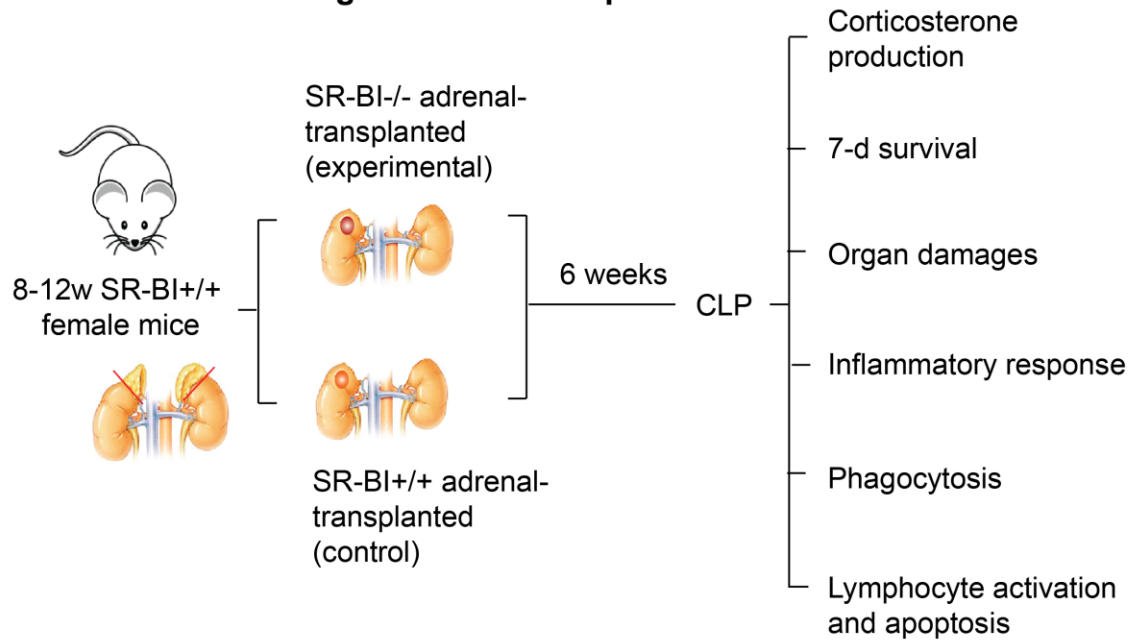 SR-BI-/- adrenal-
transplanted
(experimental)
8-12w SR-BI+/+
female mice
SR-BI+/+ adrenal-
transplanted
(control)
6 weeks
CLP
Corticosterone
production
7-d survival
Organ damages
Inflammatory response
Phagocytosis
Lymphocyte activation
and apoptosis